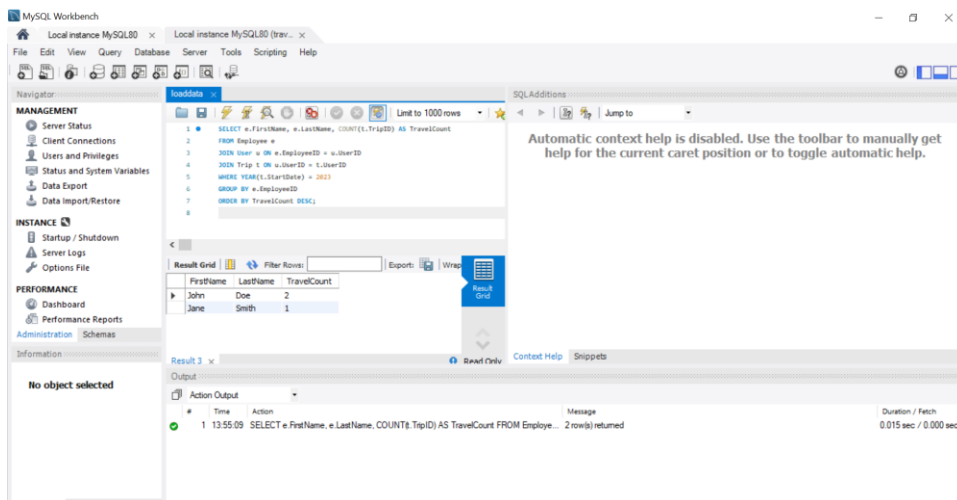 MySQL Workbench
Local instance MySQL80 × Local instance MySQL80 (trav... ×
File Edit View Query Database Server Tools Scripting Help
Navigator
MANAGEMENT
Server Status
Client Connections
Users and Privileges
Status and System Variables
Data Export
Data Import/Restore
INSTANCE
Startup / Shutdown
Server Logs
Options File
PERFORMANCE
Dashboard
Performance Reports
Administration Schemas
Information
No object selected
loaddata ×
Limit to 1000 rows
1 SELECT e.FirstName, e.LastName, COUNT(t.TripID) AS TravelCount
2 FROM Employee e
3 JOIN User u ON e.EmployeeID = u.UserID
4 JOIN Trip t ON u.UserID = t.UserID
5 WHERE YEAR(t.StartDate) = 2023
6 GROUP BY e.EmployeeID
7 ORDER BY TravelCount DESC;
8
Result Grid Filter Rows: Export: Wrap
FirstName LastName TravelCount
John Doe 2
Jane Smith 1
Result Grid
Result 3 × Read Only
SQLAdditions
Jump to
Automatic context help is disabled. Use the toolbar to manually get
help for the current caret position or to toggle automatic help.
Context Help Snippets
Output
Action Output
# Time Action Message Duration / Fetch
1 13:55:09 SELECT e.FirstName, e.LastName, COUNT(t.TripID) AS TravelCount FROM Employe... 2 row(s) returned 0.015 sec / 0.000 sec